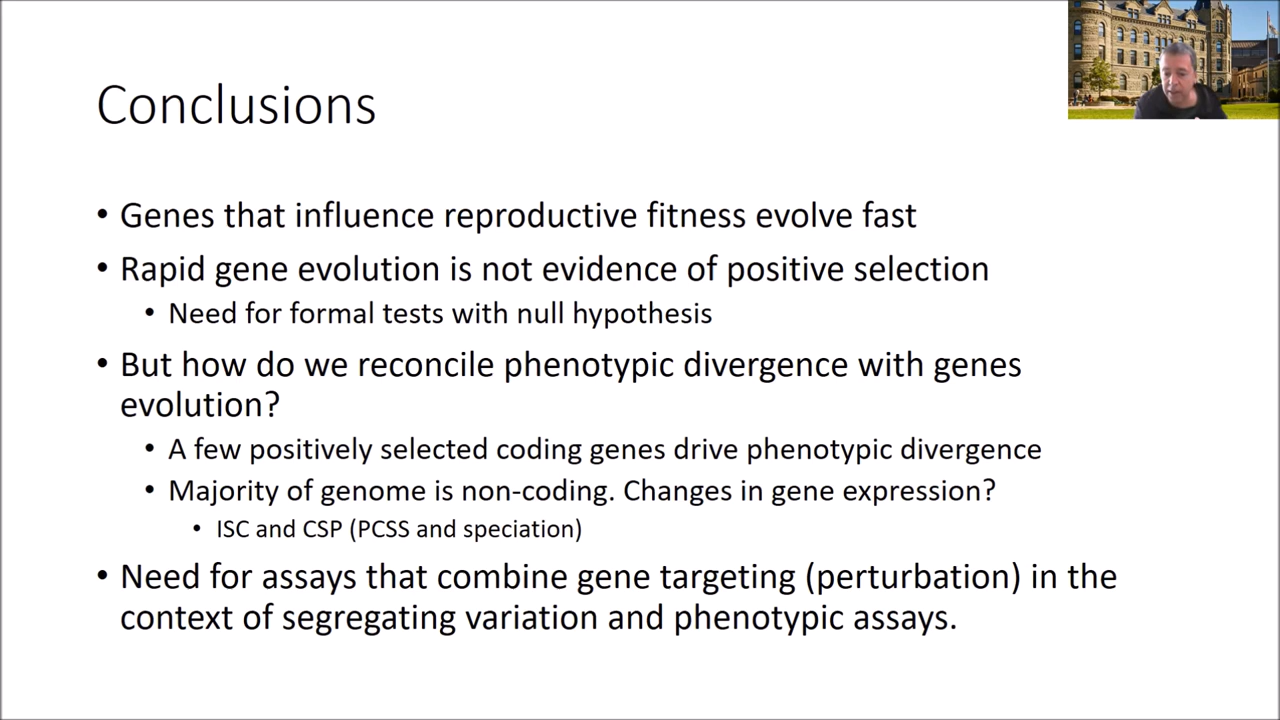 Conclusions
• Genes that influence reproductive fitness evolve fast
• Rapid gene evolution is not evidence of positive selection
• Need for formal tests with null hypothesis
• But how do we reconcile phenotypic divergence with genes
evolution?
• A few positively selected coding genes drive phenotypic divergence
• Majority of genome is non-coding. Changes in gene expression?
• ISC and CSP (PCSS and speciation)
• Need for assays that combine gene targeting (perturbation) in the
context of segregating variation and phenotypic assays.